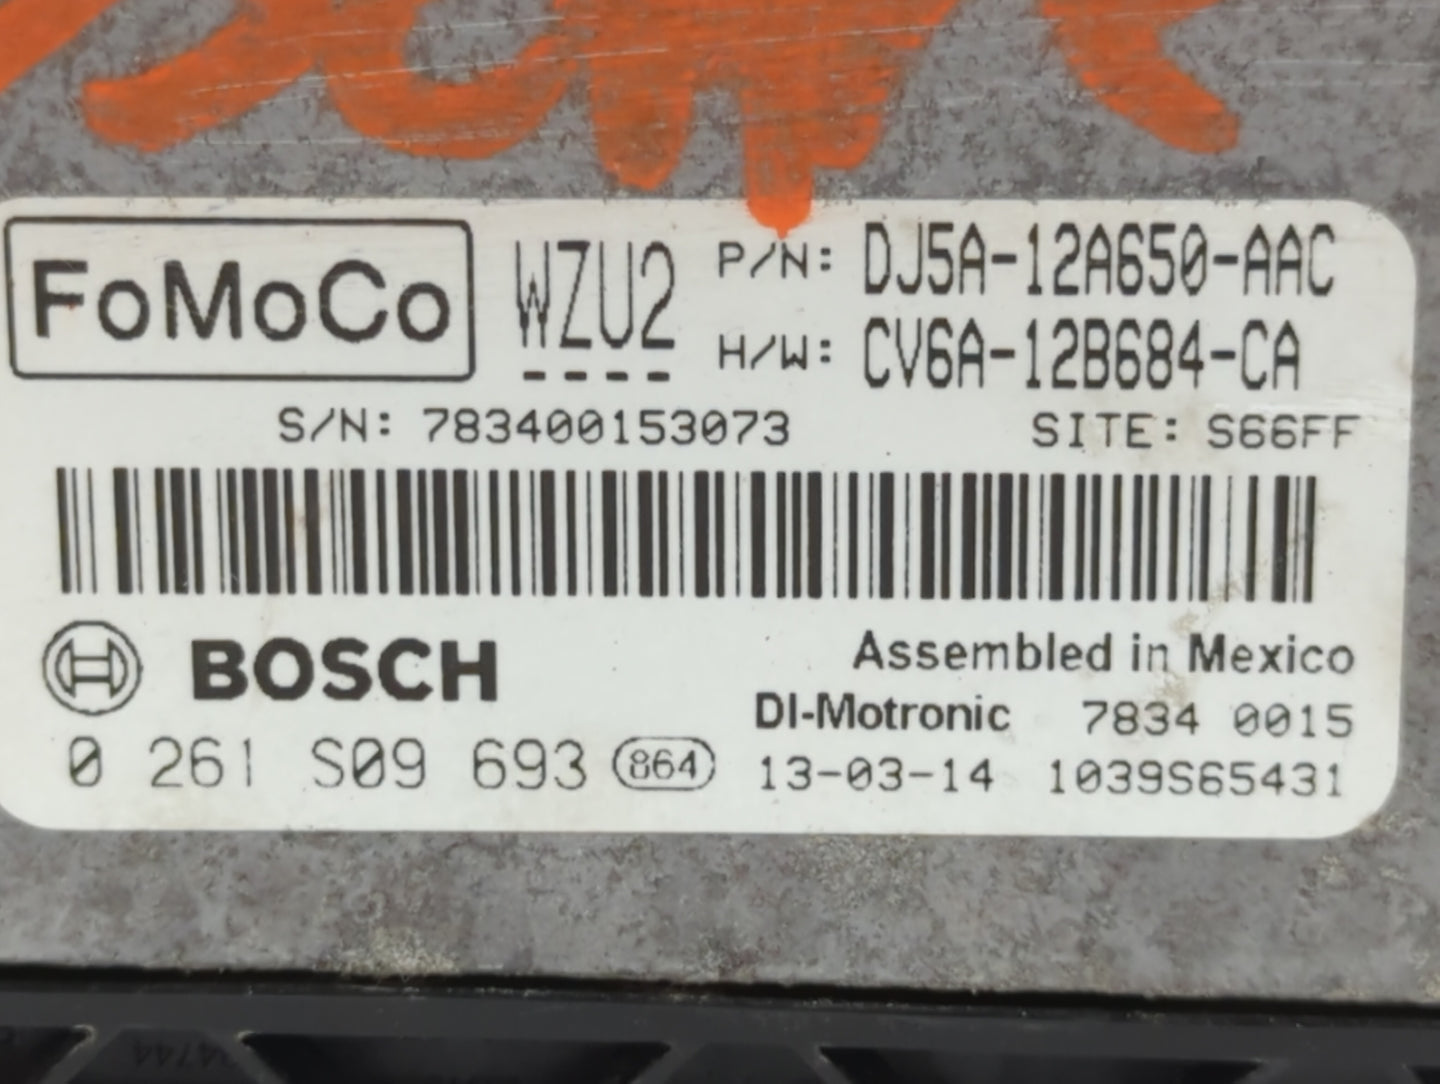 FoMoCo WZU2 P/N: DJ5A-12A650-AAC
H/W: CV6A-12B684-CA
S/N: 783400153073 SITE: S66FF
BOSCH Assembled in Mexico
DI-Motronic 7834 0015
0 261 S09 693 864 13-03-14 1039S65431